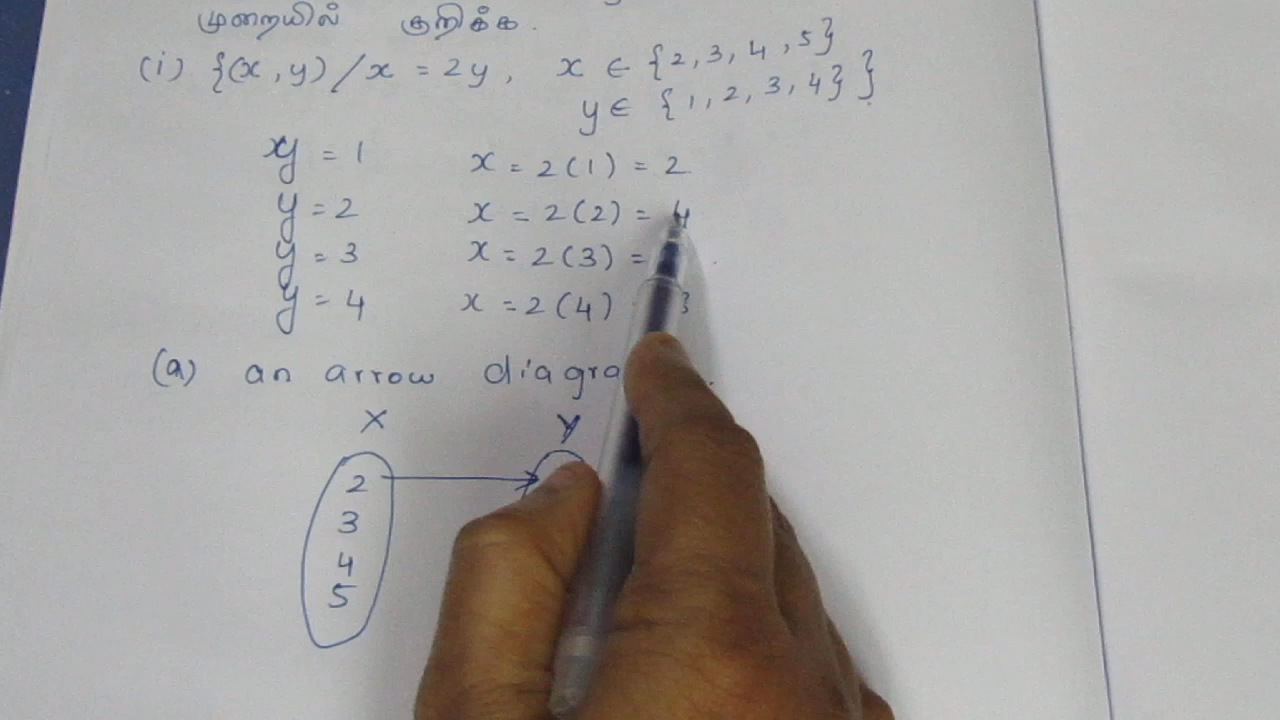 முறையில் குறிக்க.
(i) {(x,y)/x = 2y, x ∈ {2,3,4,5}
y ∈ {1,2,3,4}}
y = 1 x = 2(1) = 2
y = 2 x = 2(2) = 4
y = 3 x = 2(3) =
y = 4 x = 2(4)
(a) an arrow
X Y
2
3
4
5